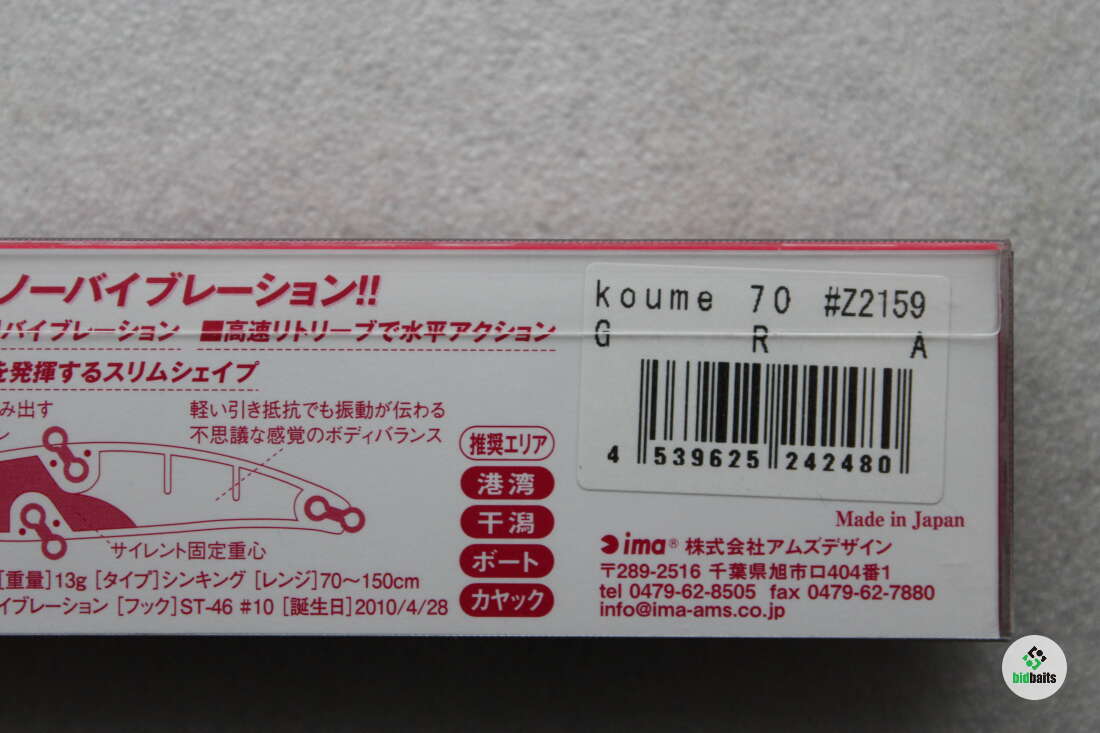 ノーバイブレーション!!
バイブレーション ■高速リトリーブで水平アクション
を発揮するスリムシェイプ
み出す
ン
軽い引き抵抗でも振動が伝わる
不思議な感覚のボディバランス
サイレント固定重心
[重量]13g [タイプ]シンキング [レンジ]70〜150cm
イブレーション [フック]ST-46 #10 [誕生日]2010/4/28
推奨エリア
港湾
干潟
ボート
カヤック
koume 70 #Z2159
G R A
4 539625 242480
Made in Japan
ima® 株式会社アムズデザイン
〒289-2516 千葉県旭市ロ404番1
tel 0479-62-8505 fax 0479-62-7880
info@ima-ams.co.jp
bidbaits